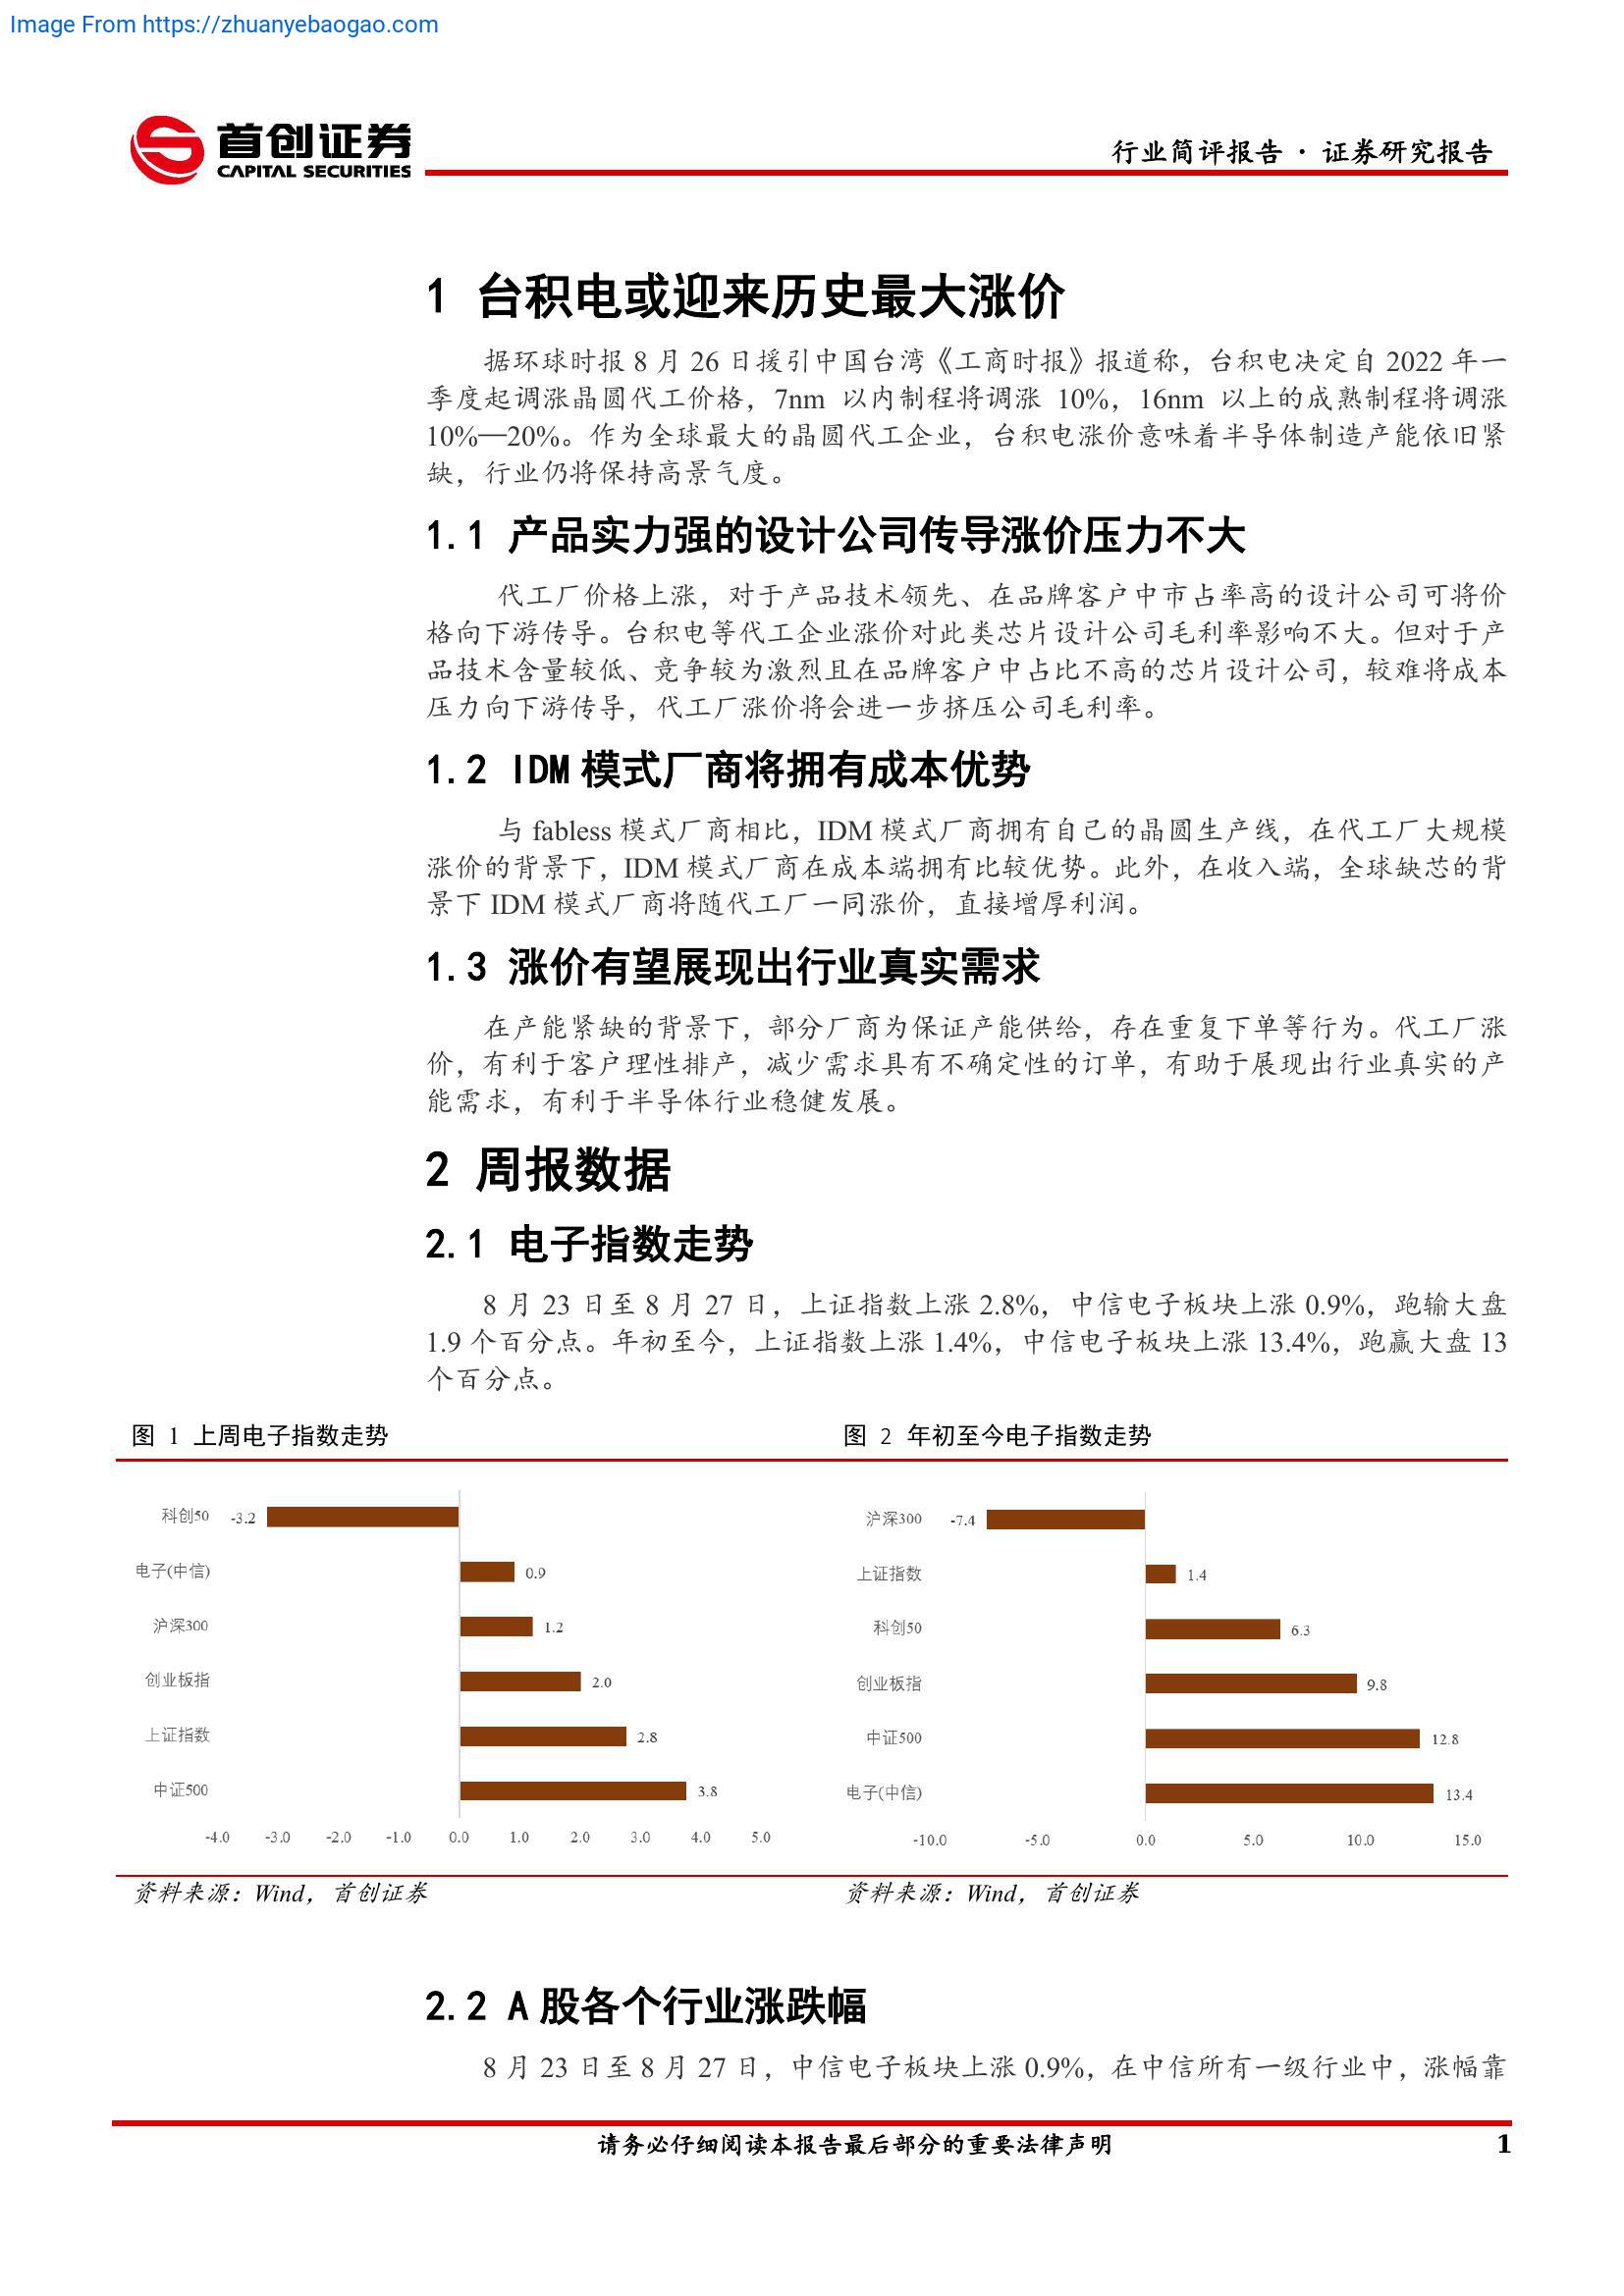 Image From https://zhuanyebaogao.com
首创证券
CAPITAL SECURITIES
行业简评报告·证券研究报告
1 台积电或迎来历史最大涨价
据环球时报 8 月 26 日援引中国台湾《工商时报》报道称，台积电决定自 2022 年一
季度起调涨晶圆代工价格，7nm 以内制程将调涨 10%，16nm 以上的成熟制程将调涨
10%—20%。作为全球最大的晶圆代工企业，台积电涨价意味着半导体制造产能依旧紧
缺，行业仍将保持高景气度。
1.1 产品实力强的设计公司传导涨价压力不大
代工厂价格上涨，对于产品技术领先、在品牌客户中市占率高的设计公司可将价
格向下游传导。台积电等代工企业涨价对此类芯片设计公司毛利率影响不大。但对于产
品技术含量较低、竞争较为激烈且在品牌客户中占比不高的芯片设计公司，较难将成本
压力向下游传导，代工厂涨价将会进一步挤压公司毛利率。
1.2 IDM 模式厂商将拥有成本优势
与 fabless 模式厂商相比，IDM 模式厂商拥有自己的晶圆生产线，在代工厂大规模
涨价的背景下，IDM 模式厂商在成本端拥有比较优势。此外，在收入端，全球缺芯的背
景下 IDM 模式厂商将随代工厂一同涨价，直接增厚利润。
1.3 涨价有望展现出行业真实需求
在产能紧缺的背景下，部分厂商为保证产能供给，存在重复下单等行为。代工厂涨
价，有利于客户理性排产，减少需求具有不确定性的订单，有助于展现出行业真实的产
能需求，有利于半导体行业稳健发展。
2 周报数据
2.1 电子指数走势
8 月 23 日至 8 月 27 日，上证指数上涨 2.8%，中信电子板块上涨 0.9%，跑输大盘
1.9 个百分点。年初至今，上证指数上涨 1.4%，中信电子板块上涨 13.4%，跑赢大盘 13
个百分点。
图 1 上周电子指数走势
科创50 -3.2
电子(中信) 0.9
沪深300 1.2
创业板指 2.0
上证指数 2.8
中证500 3.8
-4.0 -3.0 -2.0 -1.0 0.0 1.0 2.0 3.0 4.0 5.0
资料来源：Wind，首创证券
图 2 年初至今电子指数走势
沪深300 -7.4
上证指数 1.4
科创50 6.3
创业板指 9.8
中证500 12.8
电子(中信) 13.4
-10.0 -5.0 0.0 5.0 10.0 15.0
资料来源：Wind，首创证券
2.2 A 股各个行业涨跌幅
8 月 23 日至 8 月 27 日，中信电子板块上涨 0.9%，在中信所有一级行业中，涨幅靠
请务必仔细阅读本报告最后部分的重要法律声明
1